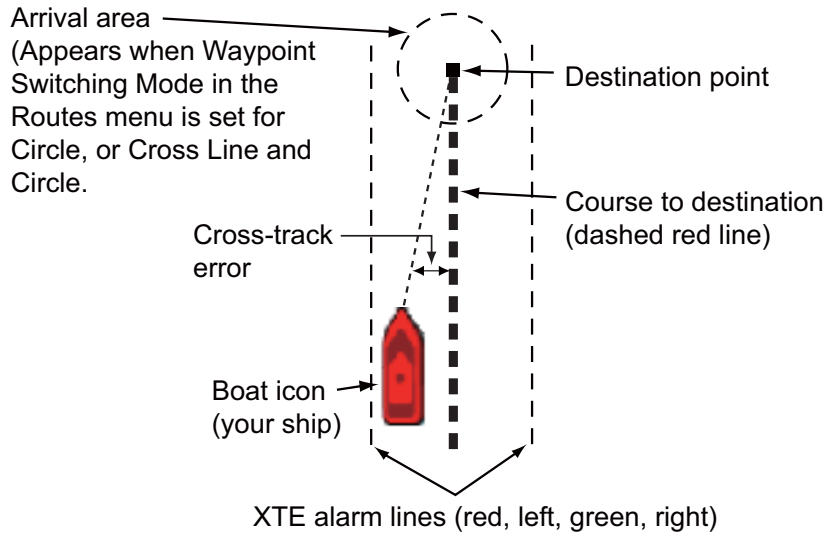 Arrival area
(Appears when Waypoint
Switching Mode in the
Routes menu is set for
Circle, or Cross Line and
Circle.
Destination point
Course to destination
(dashed red line)
Cross-track
error
Boat icon
(your ship)
XTE alarm lines (red, left, green, right)